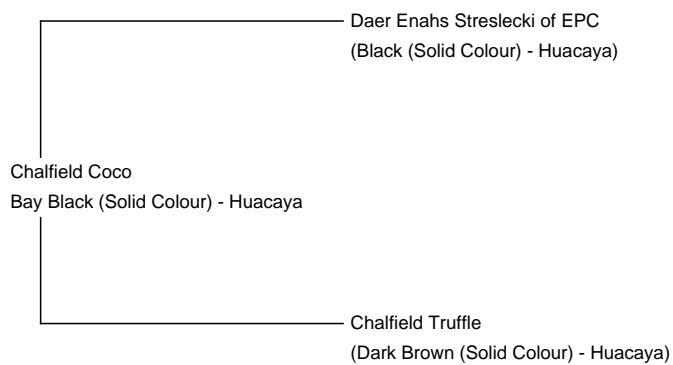 Daer Enahs Streslecki of EPC
(Black (Solid Colour) - Huacaya)
Chalfield Coco
Bay Black (Solid Colour) - Huacaya
Chalfield Truffle
(Dark Brown (Solid Colour) - Huacaya)